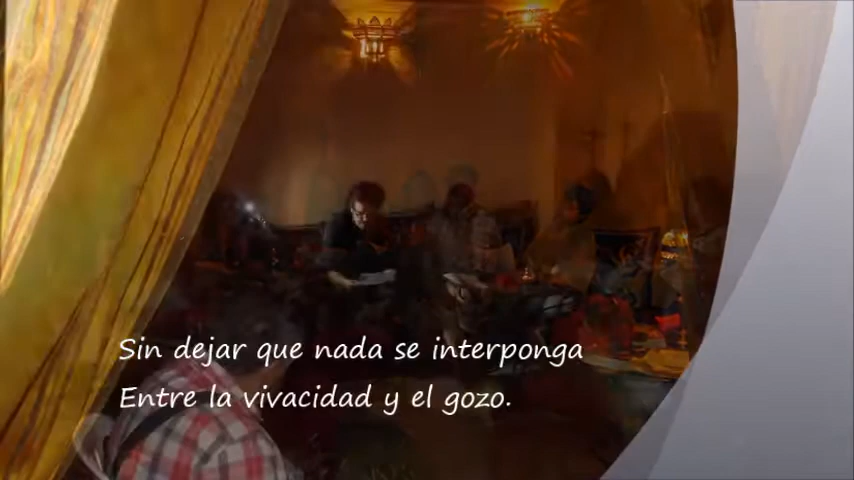 Sin dejar que nada se interponga
Entre la vivacidad y el gozo.